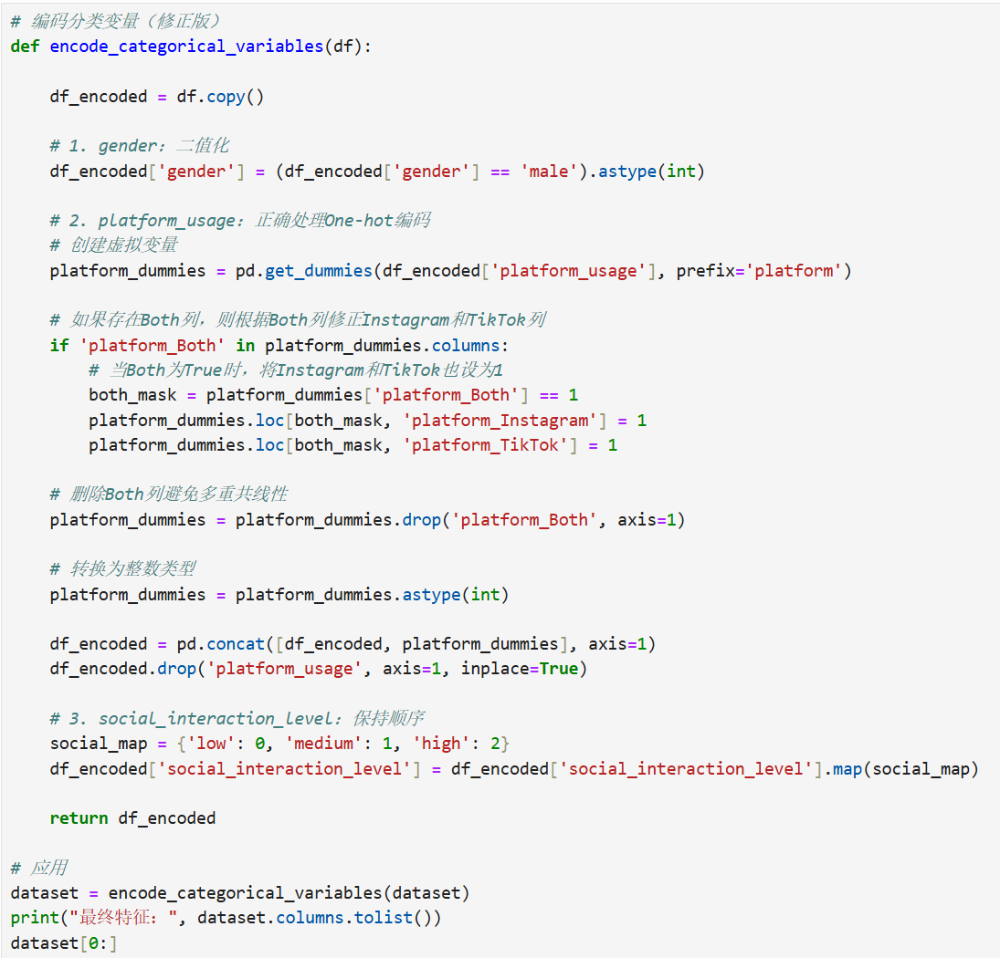 # 编码分类变量（修正版）
def encode_categorical_variables(df):
    df_encoded = df.copy()
    # 1. gender：二值化
    df_encoded['gender'] = (df_encoded['gender'] == 'male').astype(int)
    # 2. platform_usage：正确处理One-hot编码
    # 创建虚拟变量
    platform_dummies = pd.get_dummies(df_encoded['platform_usage'], prefix='platform')
    # 如果存在Both列，则根据Both列修正Instagram和TikTok列
    if 'platform_Both' in platform_dummies.columns:
        # 当Both为True时，将Instagram和TikTok也设为1
        both_mask = platform_dummies['platform_Both'] == 1
        platform_dummies.loc[both_mask, 'platform_Instagram'] = 1
        platform_dummies.loc[both_mask, 'platform_TikTok'] = 1
    # 删除Both列避免多重共线性
    platform_dummies = platform_dummies.drop('platform_Both', axis=1)
    # 转换为整数类型
    platform_dummies = platform_dummies.astype(int)
    df_encoded = pd.concat([df_encoded, platform_dummies], axis=1)
    df_encoded.drop('platform_usage', axis=1, inplace=True)
    # 3. social_interaction_level：保持顺序
    social_map = {'low': 0, 'medium': 1, 'high': 2}
    df_encoded['social_interaction_level'] = df_encoded['social_interaction_level'].map(social_map)
    return df_encoded
# 应用
dataset = encode_categorical_variables(dataset)
print("最终特征：", dataset.columns.tolist())
dataset[0:]